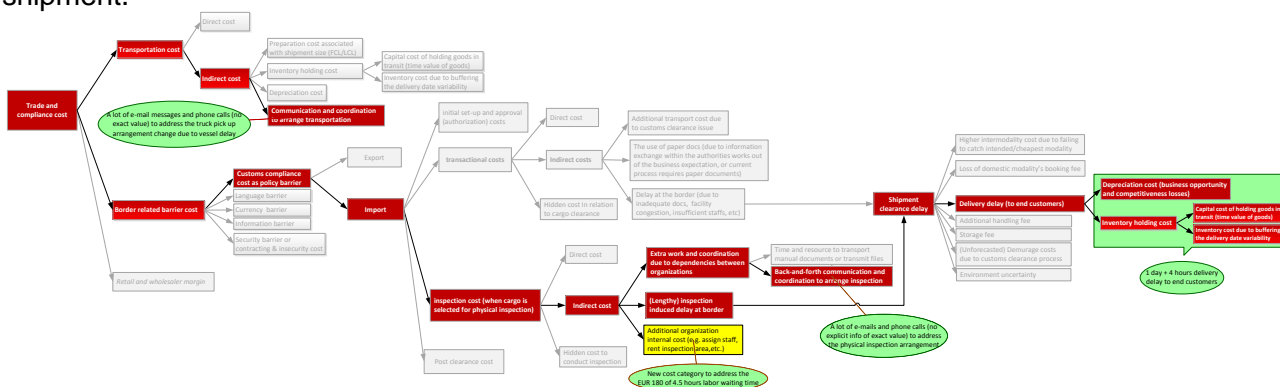 shipment.
Direct cost
Transportation cost
Preparation cost associated
with shipment size (FCL/LCL)
Indirect cost
Inventory holding cost
Capital cost of holding goods in
transit (time value of goods)
Inventory cost due to buffering
the delivery date variability
Depreciation cost
Communication and coordination
to arrange transportation
Trade and
compliance cost
A lot of e-mail messages and phone calls (no
exact value) to address the truck pick up
arrangement change due to vessel delay
Export
Customs compliance
cost as policy barrier
Language barrier
Currency barrier
Information barrier
Security barrier or
contracting & insecurity cost
Border related barrier cost
Import
Retail and wholesaler margin
initial set-up and approval
(authorization) costs
transactional costs
Direct cost
Indirect costs
Hidden cost in relation
to cargo clearance
Additional transport cost due to
customs clearance issue
The use of paper docs (due to information
exchange within the authorities works out
of the business expectation, or current
process requires paper documents)
Delay at the border (due to
inadequate docs, facility
congestion, insufficient staffs, etc)
inspection cost (when cargo is
selected for physical inspection)
Direct cost
Indirect cost
Hidden cost to
conduct inspection
Post clearance cost
Extra work and coordination
due to dependencies between
organizations
Time and resource to transport
manual documents or transmit files
Back-and-forth communication and
coordination to arrange inspection
(Lengthy) inspection
induced delay at border
Additional organization
internal cost (e.g. assign staff,
rent inspection area,etc.)
New cost category to address the
EUR 180 of 4.5 hours labor waiting time
A lot of e-mails and phone calls (no
explicit info of exact value) to address
the physical inspection arrangement
Shipment
clearance delay
Higher intermodality cost due to failing
to catch intended/cheapest modality
Loss of domestic modality's booking fee
Delivery delay (to end customers)
Additional handling fee
Storage fee
(Unforecasted) Demurage costs
due to customs clearance process
Environment uncertainty
Depreciation cost (business opportunity
and competitiveness losses)
Inventory holding cost
Capital cost of holding goods in
transit (time value of goods)
Inventory cost due to buffering
the delivery date variability
1 day + 4 hours delivery
delay to end customers